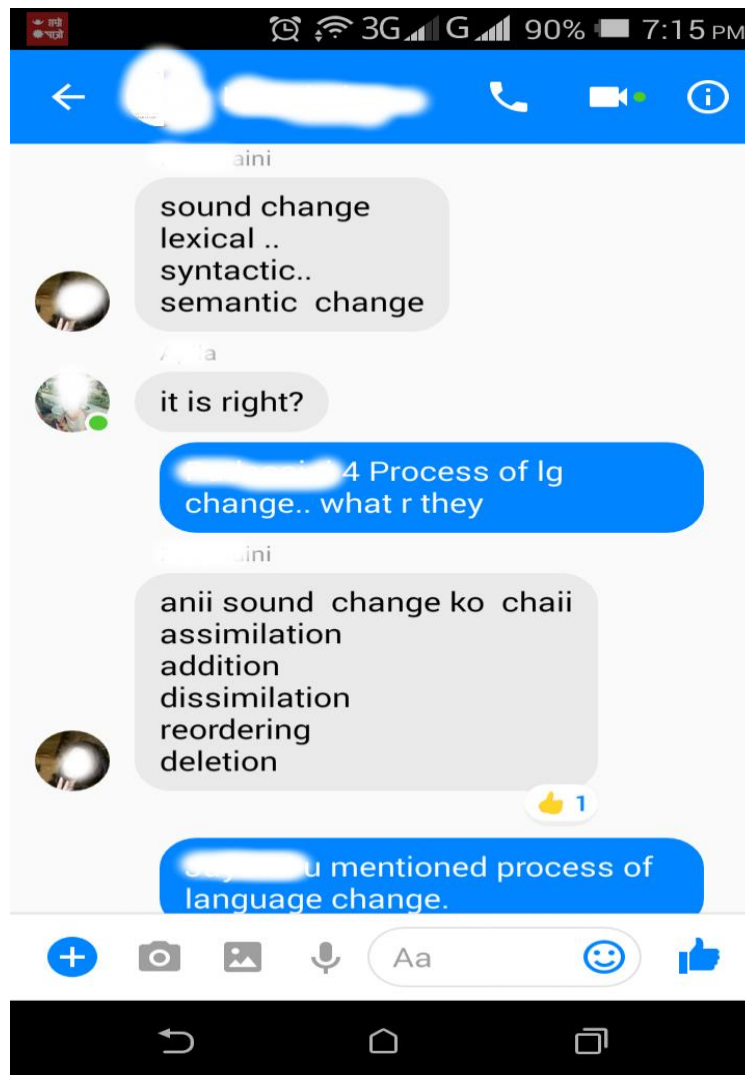 3G G 90% 7:15 PM
aini
sound change
lexical ..
syntactic..
semantic change
a
it is right?
4 Process of lg
change.. what r they
ini
anii sound change ko chaii
assimilation
addition
dissimilation
reordering
deletion
1
u mentioned process of
language change.
Aa